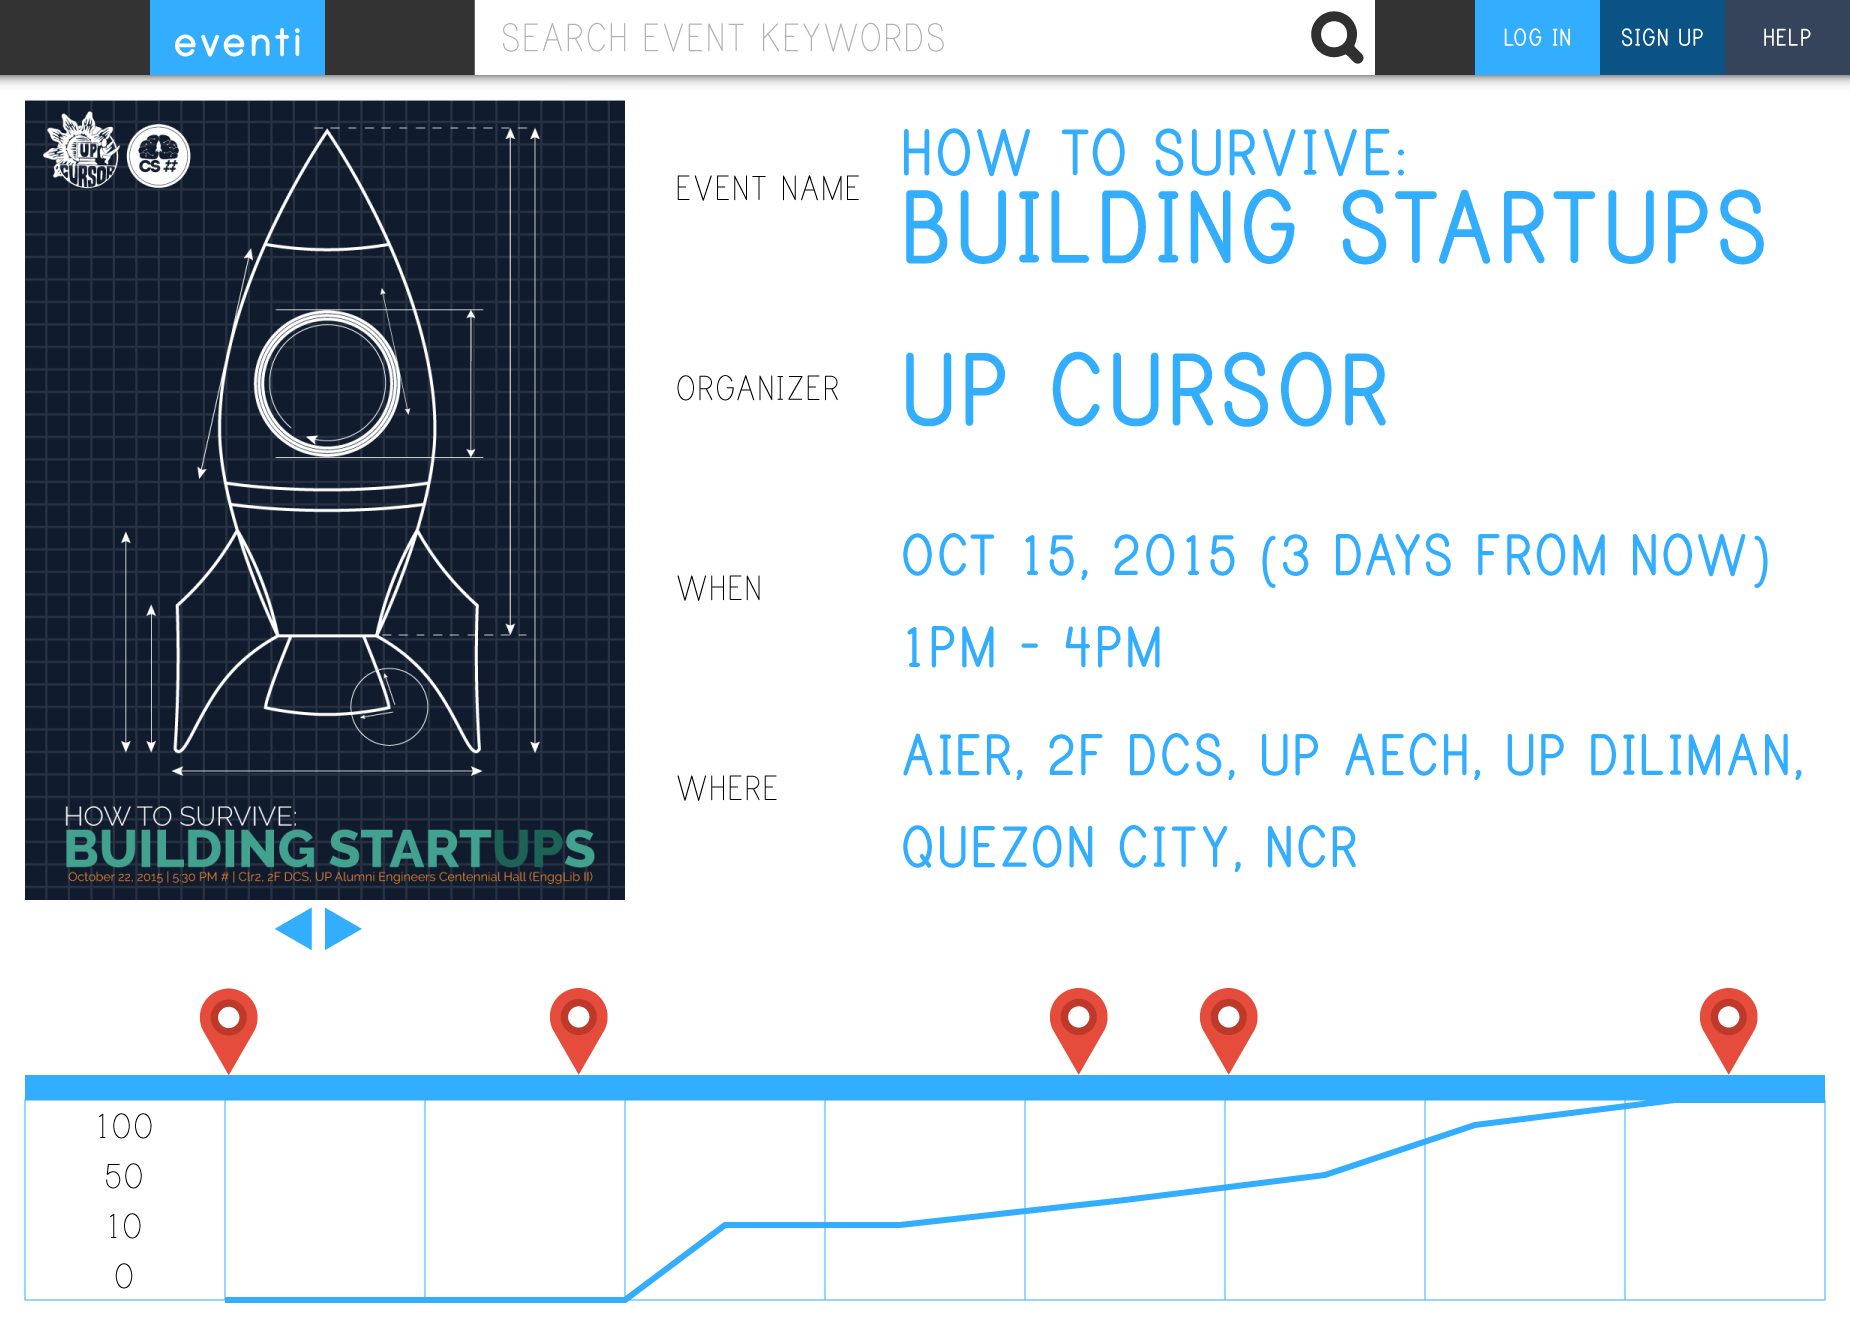 eventi
SEARCH EVENT KEYWORDS
LOG IN
SIGN UP
HELP
UP
CURSOR
CS#
HOW TO SURVIVE:
BUILDING STARTUPS
October 22, 2015 | 5:30 PM # | Clr2, 2F DCS, UP Alumni Engineers Centennial Hall (EnggLib II)
EVENT NAME
HOW TO SURVIVE:
BUILDING STARTUPS
ORGANIZER
UP CURSOR
WHEN
OCT 15, 2015 (3 DAYS FROM NOW)
1PM - 4PM
WHERE
AIER, 2F DCS, UP AECH, UP DILIMAN,
QUEZON CITY, NCR
100
50
10
0